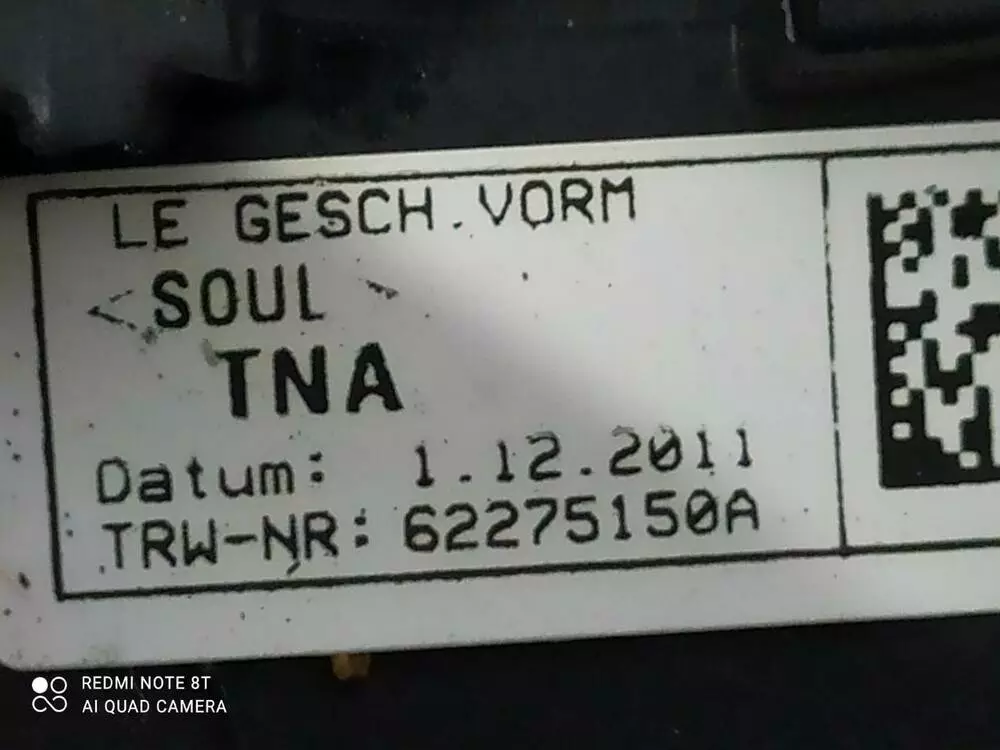 LE GESCH.VORM
<SOUL >
TNA
Datum: 1.12.2011
TRW-NR: 62275150A
REDMI NOTE 8T
AI QUAD CAMERA